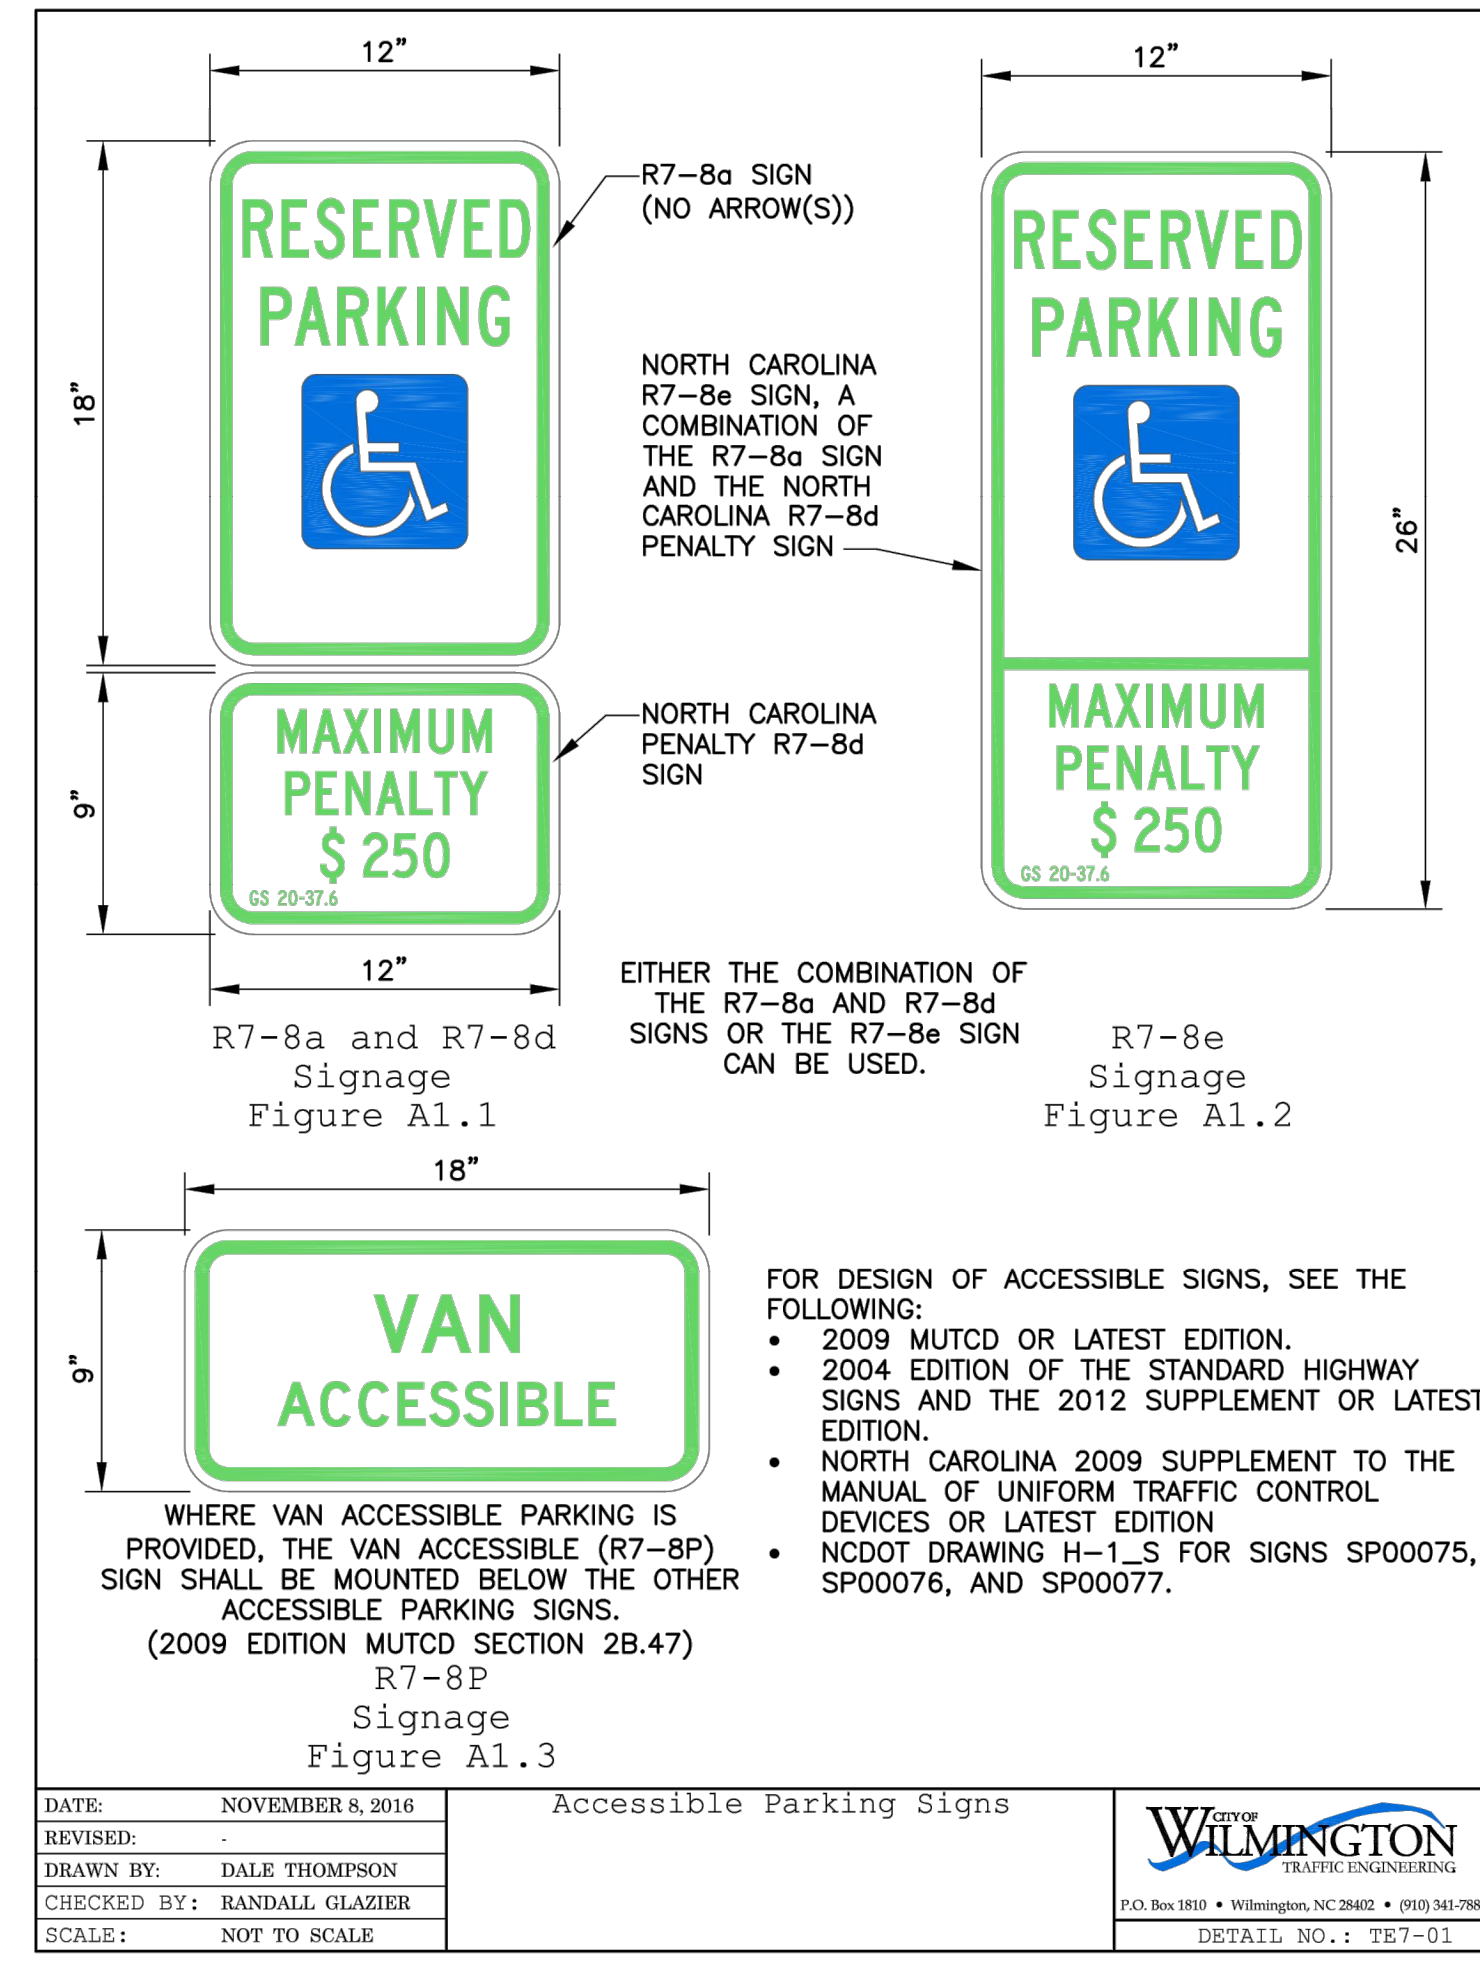 12"
18"
RESERVED
PARKING
R7-8a SIGN
(NO ARROW(S))
9"
MAXIMUM
PENALTY
$ 250
GS 20-37.6
NORTH CAROLINA
PENALTY R7-8d
SIGN
12"
R7-8a and R7-8d
Signage
Figure A1.1
NORTH CAROLINA
R7-8e SIGN, A
COMBINATION OF
THE R7-8a SIGN
AND THE NORTH
CAROLINA R7-8d
PENALTY SIGN
12"
26"
RESERVED
PARKING
MAXIMUM
PENALTY
$ 250
GS 20-37.6
EITHER THE COMBINATION OF
THE R7-8a AND R7-8d
SIGNS OR THE R7-8e SIGN
CAN BE USED.
R7-8e
Signage
Figure A1.2
18"
9"
VAN
ACCESSIBLE
WHERE VAN ACCESSIBLE PARKING IS
PROVIDED, THE VAN ACCESSIBLE (R7-8P)
SIGN SHALL BE MOUNTED BELOW THE OTHER
ACCESSIBLE PARKING SIGNS.
(2009 EDITION MUTCD SECTION 2B.47)
R7-8P
Signage
Figure A1.3
FOR DESIGN OF ACCESSIBLE SIGNS, SEE THE
FOLLOWING:
• 2009 MUTCD OR LATEST EDITION.
• 2004 EDITION OF THE STANDARD HIGHWAY
SIGNS AND THE 2012 SUPPLEMENT OR LATEST
EDITION.
• NORTH CAROLINA 2009 SUPPLEMENT TO THE
MANUAL OF UNIFORM TRAFFIC CONTROL
DEVICES OR LATEST EDITION
• NCDOT DRAWING H-1_S FOR SIGNS SP00075,
SP00076, AND SP00077.
DATE: NOVEMBER 8, 2016
REVISED: -
DRAWN BY: DALE THOMPSON
CHECKED BY: RANDALL GLAZIER
SCALE: NOT TO SCALE
Accessible Parking Signs
CITY OF
WILMINGTON
TRAFFIC ENGINEERING
P.O. Box 1810 • Wilmington, NC 28402 • (910) 341-788
DETAIL NO.: TE7-01